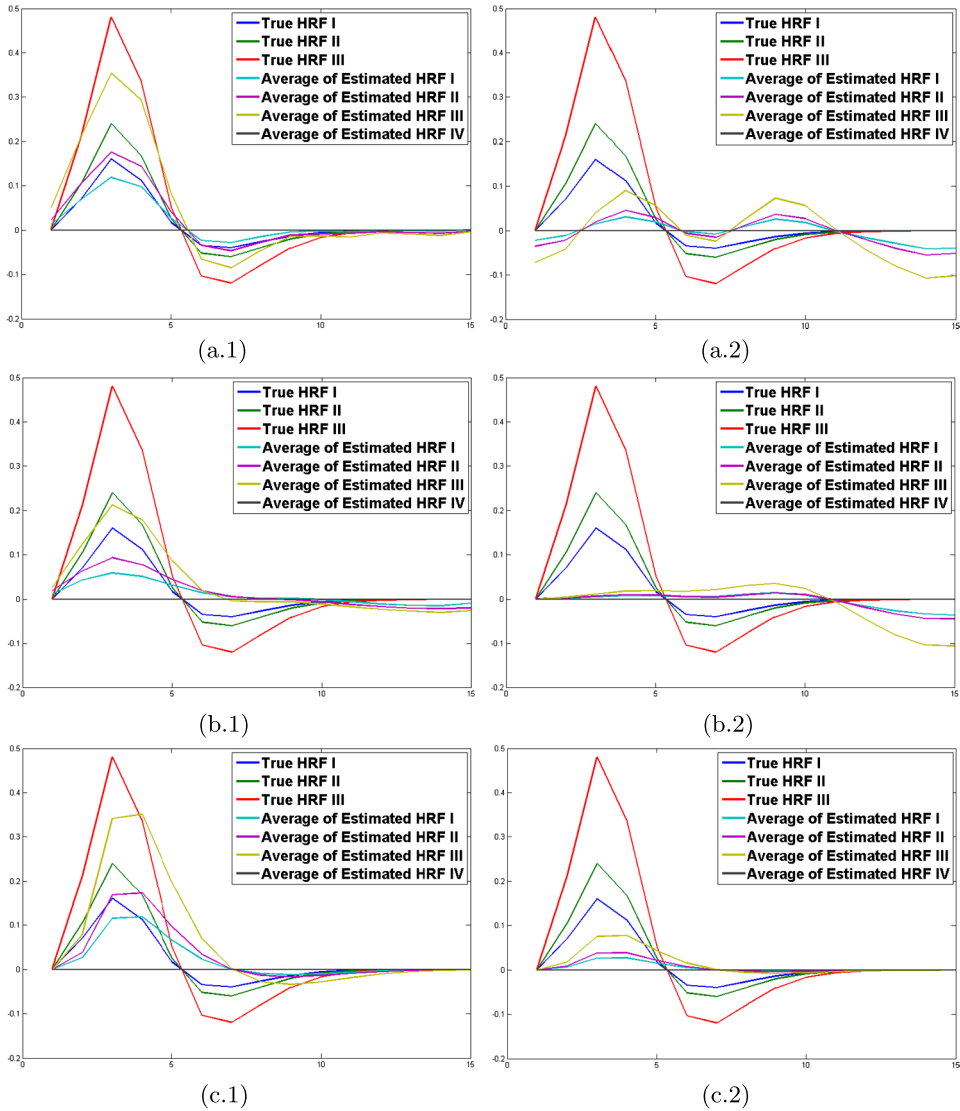 0.5
0.4
0.3
0.2
0.1
0
-0.1
-0.2
0
5
10
15
True HRF I
True HRF II
True HRF III
Average of Estimated HRF I
Average of Estimated HRF II
Average of Estimated HRF III
Average of Estimated HRF IV
(a.1)
0.5
0.4
0.3
0.2
0.1
0
-0.1
-0.2
0
5
10
15
True HRF I
True HRF II
True HRF III
Average of Estimated HRF I
Average of Estimated HRF II
Average of Estimated HRF III
Average of Estimated HRF IV
(a.2)
0.5
0.4
0.3
0.2
0.1
0
-0.1
-0.2
0
5
10
15
True HRF I
True HRF II
True HRF III
Average of Estimated HRF I
Average of Estimated HRF II
Average of Estimated HRF III
Average of Estimated HRF IV
(b.1)
0.5
0.4
0.3
0.2
0.1
0
-0.1
-0.2
0
5
10
15
True HRF I
True HRF II
True HRF III
Average of Estimated HRF I
Average of Estimated HRF II
Average of Estimated HRF III
Average of Estimated HRF IV
(b.2)
0.5
0.4
0.3
0.2
0.1
0
-0.1
-0.2
0
5
10
15
True HRF I
True HRF II
True HRF III
Average of Estimated HRF I
Average of Estimated HRF II
Average of Estimated HRF III
Average of Estimated HRF IV
(c.1)
0.5
0.4
0.3
0.2
0.1
0
-0.1
-0.2
0
5
10
15
True HRF I
True HRF II
True HRF III
Average of Estimated HRF I
Average of Estimated HRF II
Average of Estimated HRF III
Average of Estimated HRF IV
(c.2)